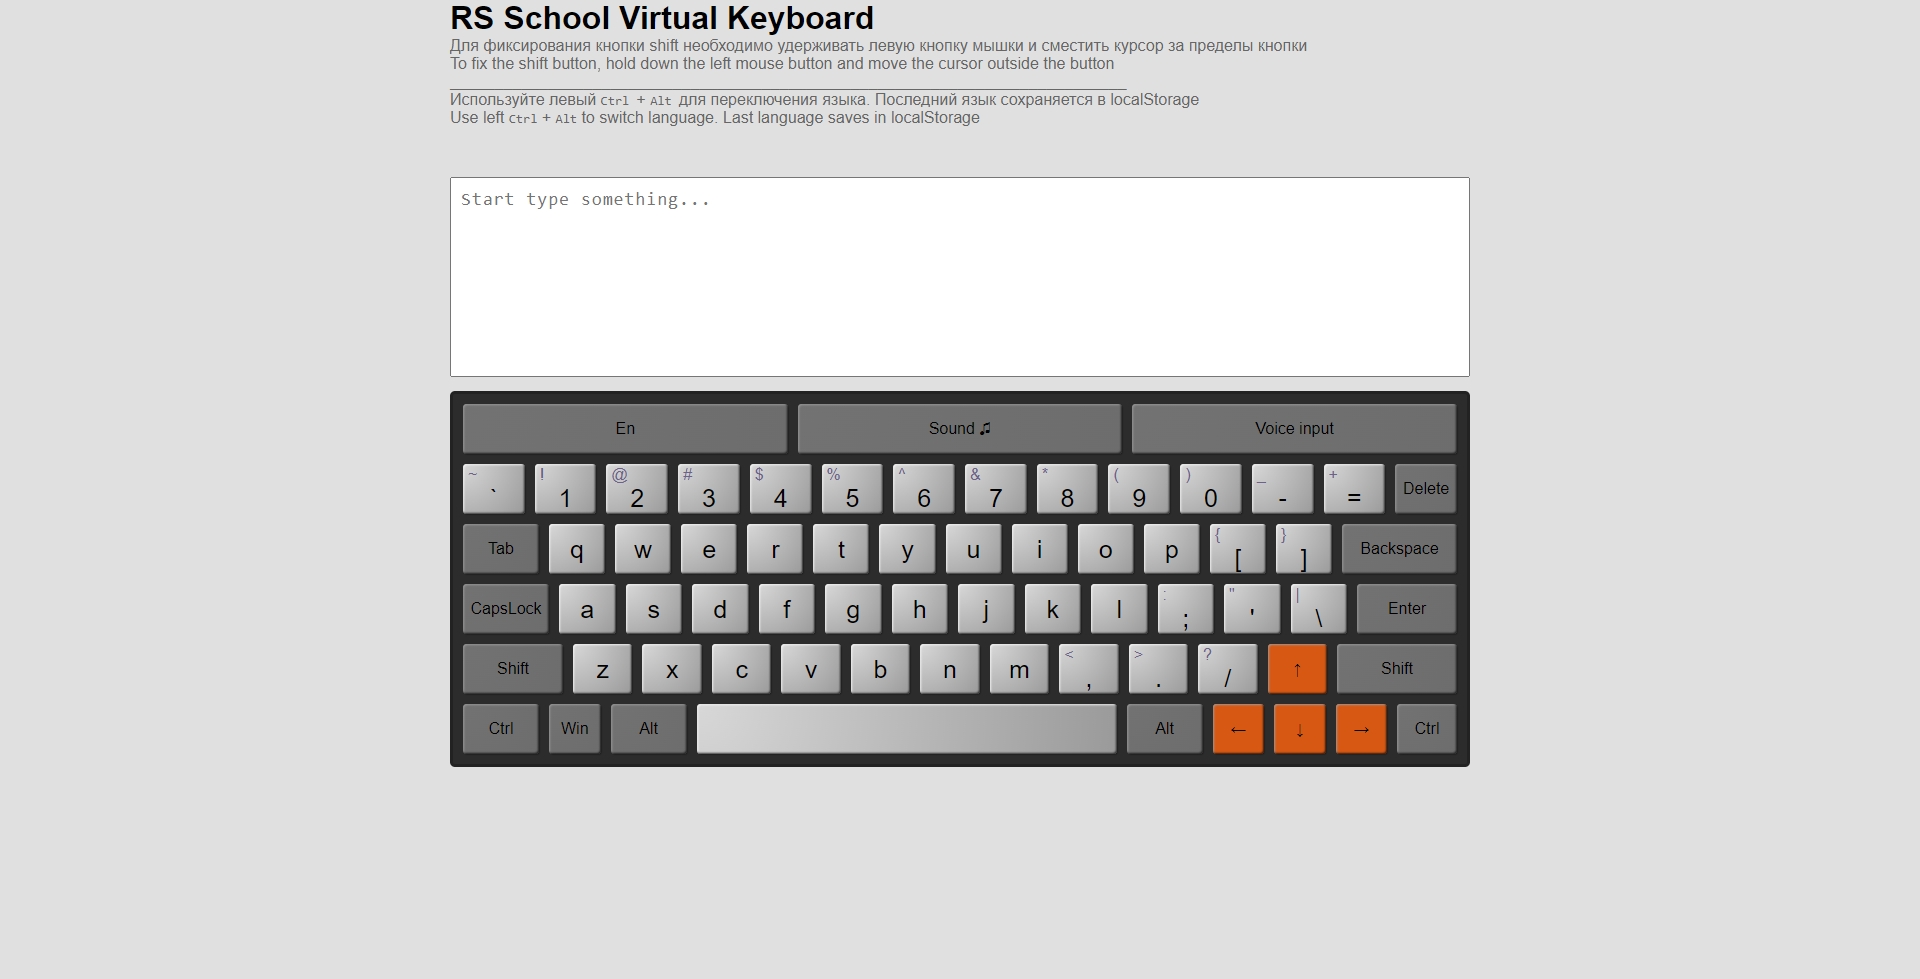 RS School Virtual Keyboard
Для фиксирования кнопки shift необходимо удерживать левую кнопку мышки и сместить курсор за пределы кнопки
To fix the shift button, hold down the left mouse button and move the cursor outside the button
Используйте левый Ctrl + Alt для переключения языка. Последний язык сохраняется в localStorage
Use left Ctrl + Alt to switch language. Last language saves in localStorage
Start type something...
En Sound ♫ Voice input
~ ` ! 1 @ 2 # 3 $ 4 % 5 ^ 6 & 7 * 8 ( 9 ) 0 _ - + = Delete
Tab q w e r t y u i o p { [ } ] Backspace
CapsLock a s d f g h j k l : ; " ' | \ Enter
Shift z x c v b n m < , > . ? / ↑ Shift
Ctrl Win Alt Alt ← ↓ → Ctrl